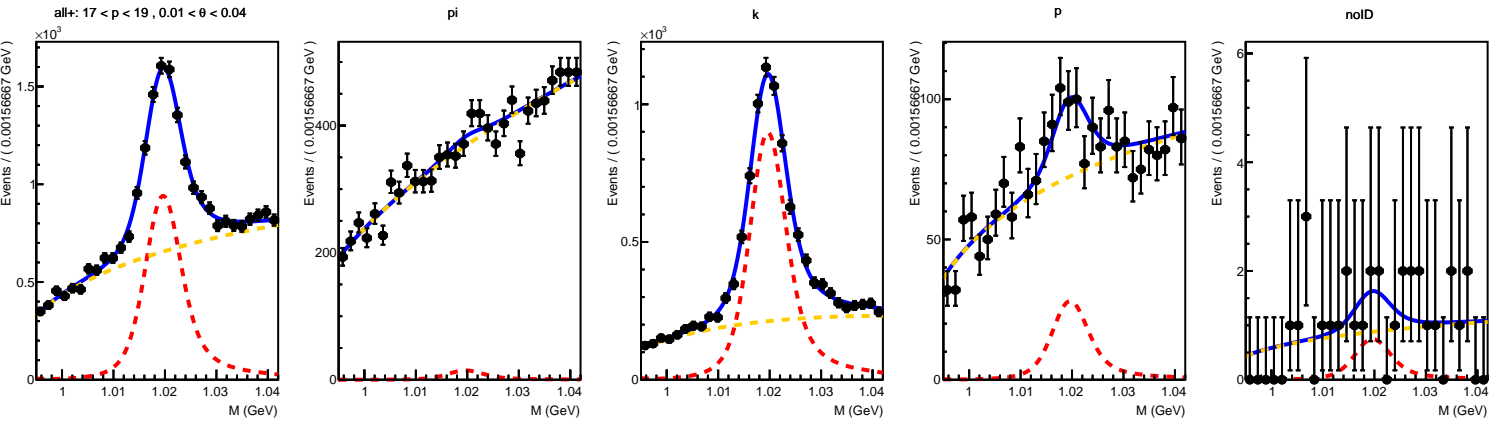 all+: 17 < p < 19 , 0.01 < θ < 0.04
pi
k
p
noID
×10³
×10³
Events / ( 0.00156667 GeV )
Events / ( 0.00156667 GeV )
Events / ( 0.00156667 GeV )
Events / ( 0.00156667 GeV )
Events / ( 0.00156667 GeV )
1.5
1
0.5
0
400
200
0
1
0.5
0
100
50
0
6
4
2
0
1 1.01 1.02 1.03 1.04
1 1.01 1.02 1.03
1 1.01 1.02 1.03 1.04
1 1.01 1.02 1.03 1.04
1 1.01 1.02 1.03 1.04
M (GeV)
M (GeV)
M (GeV)
M (GeV)
M (GeV)